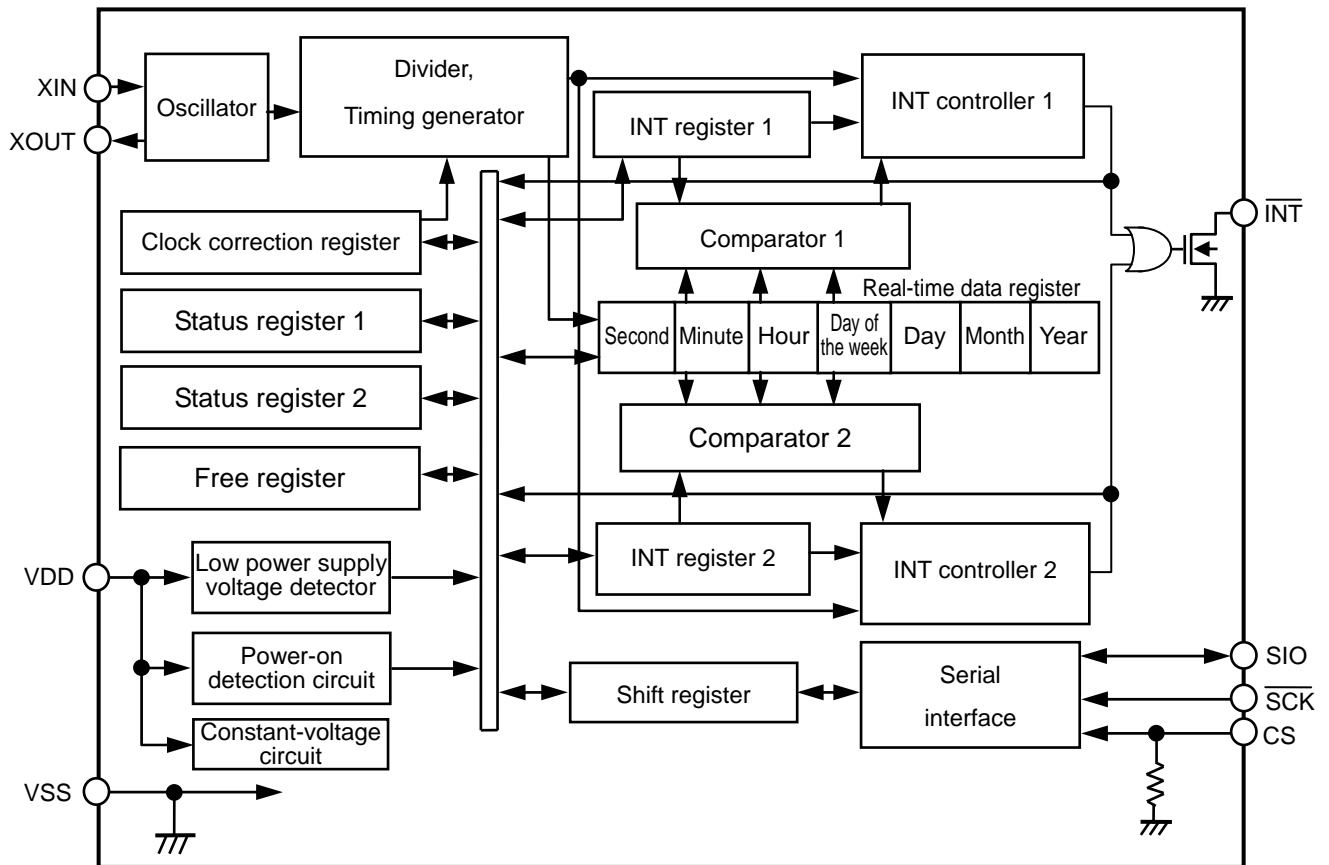 XIN
XOUT
Oscillator
Divider,
Timing generator
INT register 1
INT controller 1
INT
Clock correction register
Comparator 1
Real-time data register
Status register 1
Second
Minute
Hour
Day of
the week
Day
Month
Year
Status register 2
Comparator 2
Free register
VDD
Low power supply
voltage detector
INT register 2
INT controller 2
Power-on
detection circuit
Shift register
Serial
interface
SIO
SCK
CS
Constant-voltage
circuit
VSS